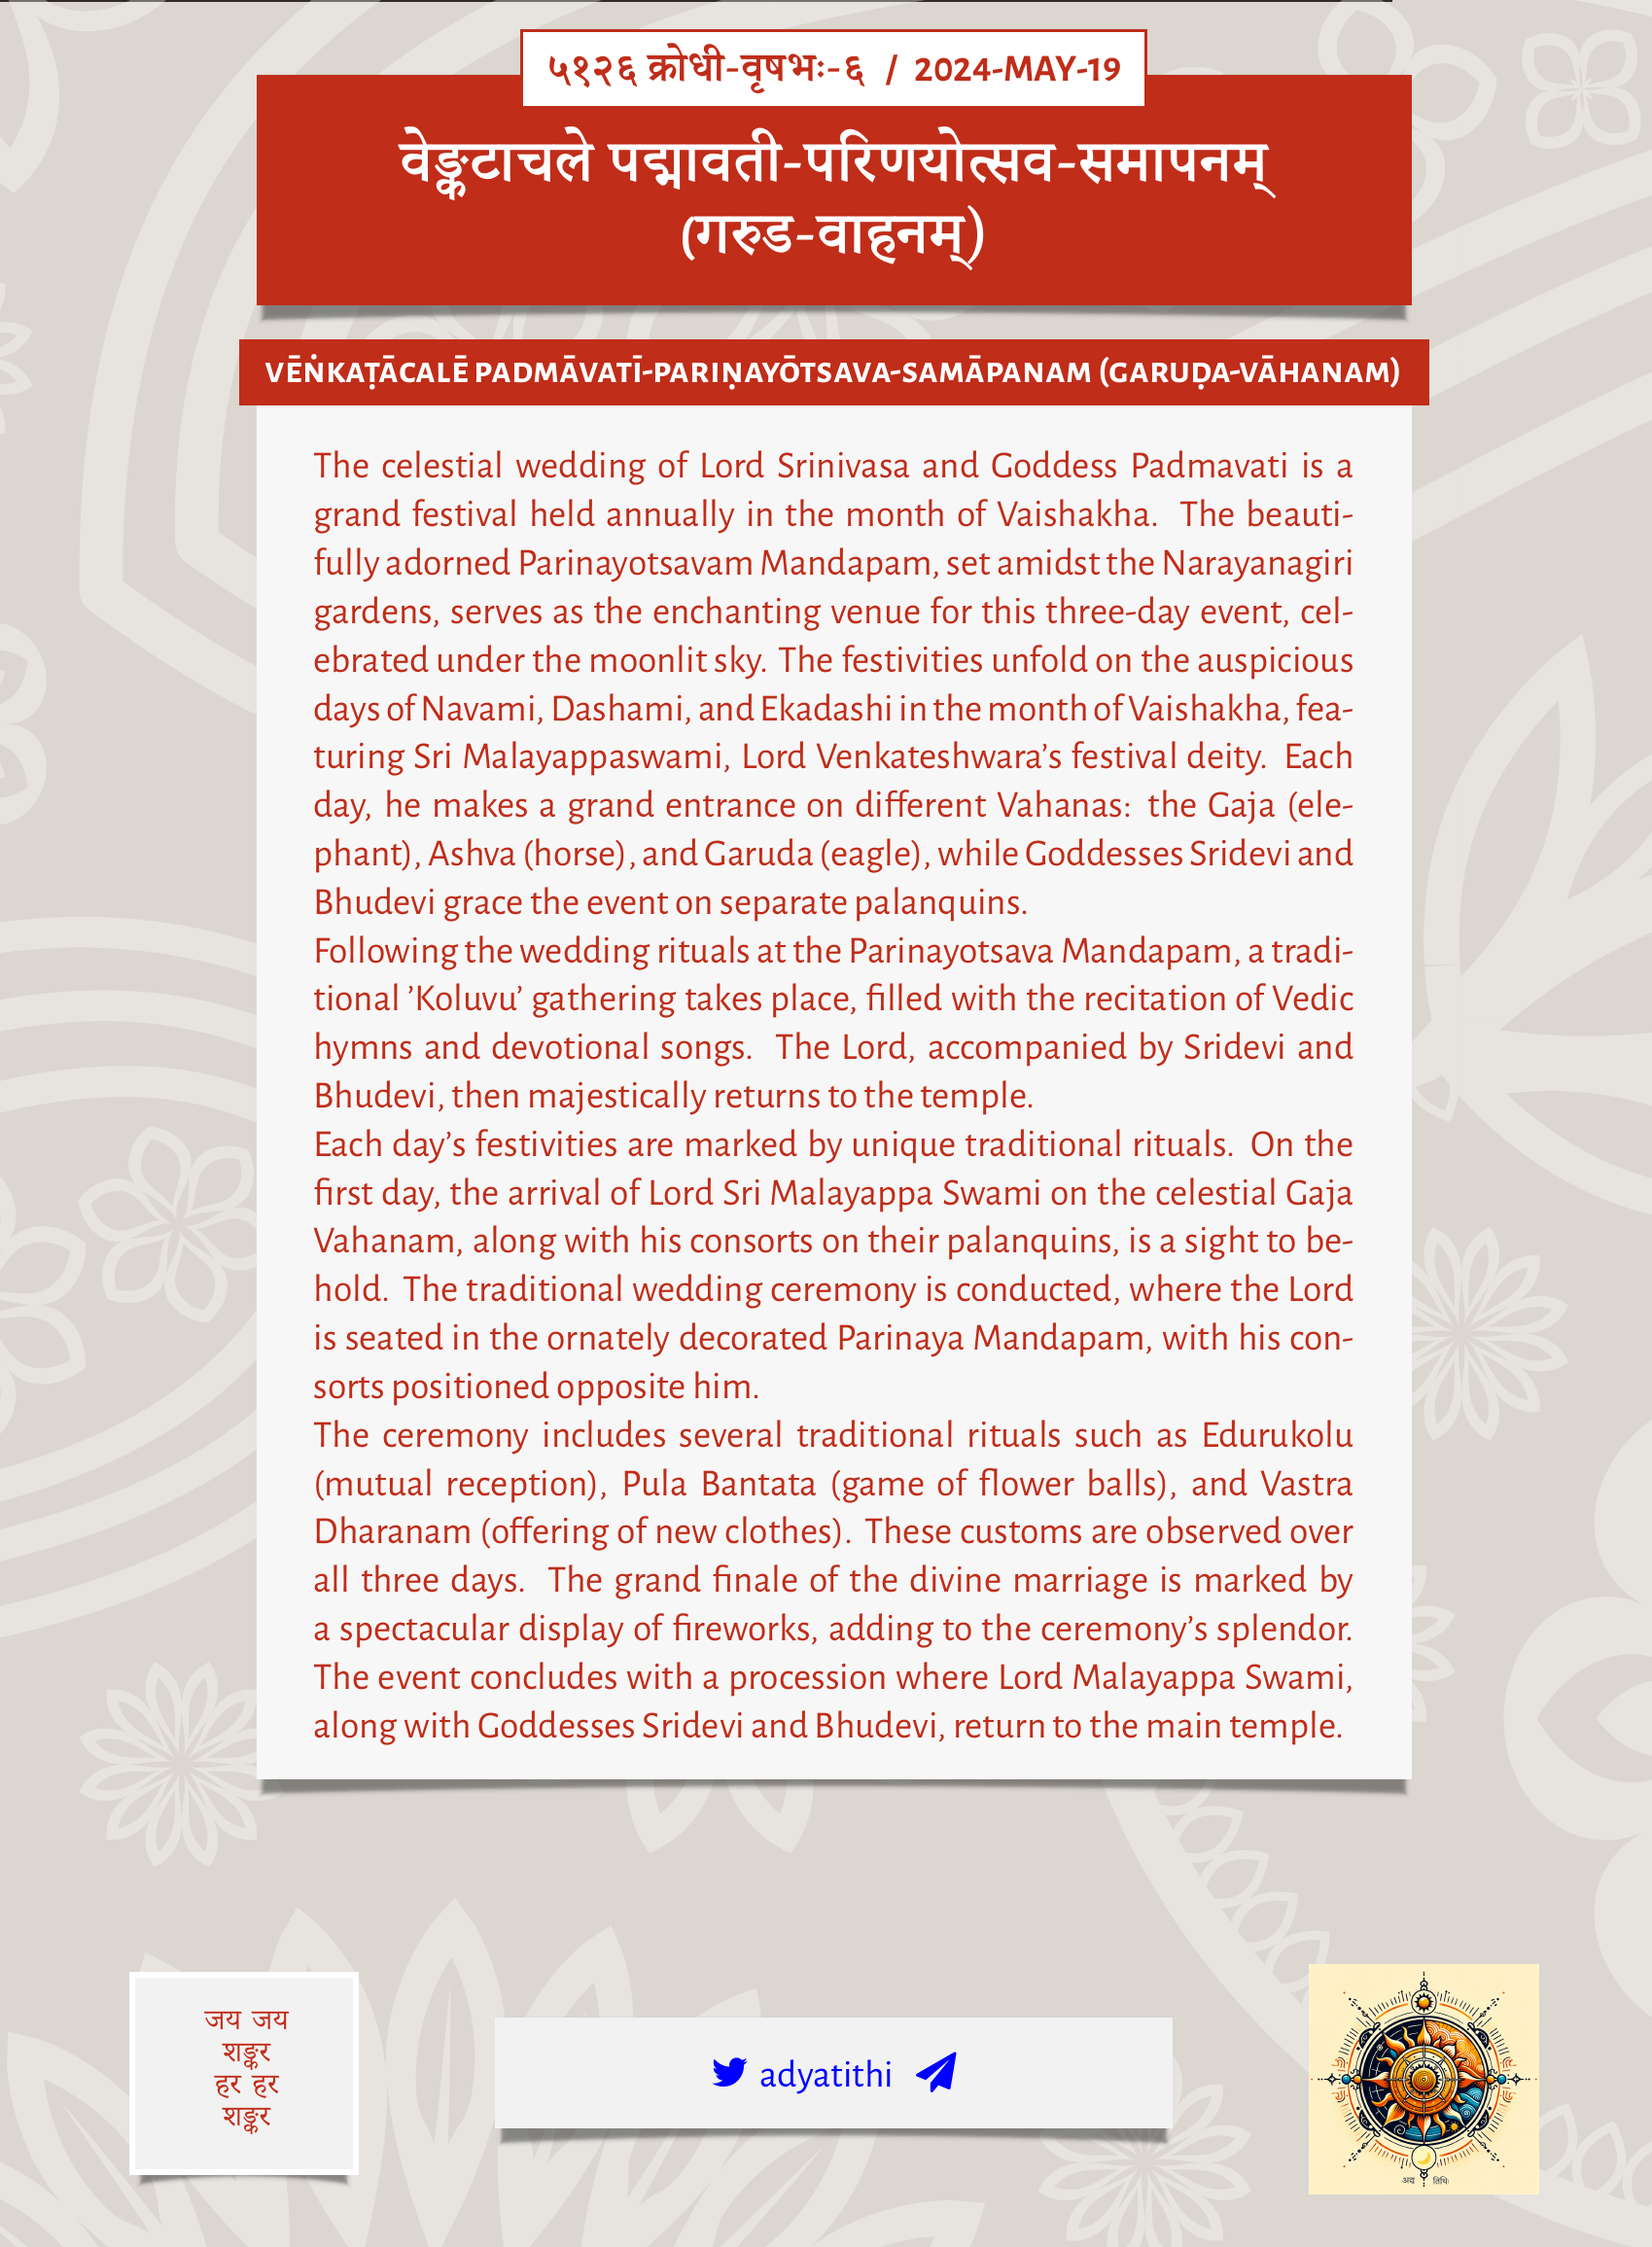 ५१२६ क्रोधी-वृषभः-६ / 2024-MAY-19
वेङ्कटाचले पद्मावती-परिणयोत्सव-समापनम्
(गरुड-वाहनम्)
VĒṄKAṬĀCALĒ PADMĀVATĪ-PARIṆAYŌTSAVA-SAMĀPANAM (GARUḌA-VĀHANAM)
The celestial wedding of Lord Srinivasa and Goddess Padmavati is a
grand festival held annually in the month of Vaishakha. The beauti-
fully adorned Parinayotsavam Mandapam, set amidst the Narayanagiri
gardens, serves as the enchanting venue for this three-day event, cel-
ebrated under the moonlit sky. The festivities unfold on the auspicious
days of Navami, Dashami, and Ekadashi in the month of Vaishakha, fea-
turing Sri Malayappaswami, Lord Venkateshwara’s festival deity. Each
day, he makes a grand entrance on different Vahanas: the Gaja (ele-
phant), Ashva (horse), and Garuda (eagle), while Goddesses Sridevi and
Bhudevi grace the event on separate palanquins.
Following the wedding rituals at the Parinayotsava Mandapam, a tradi-
tional ’Koluvu’ gathering takes place, filled with the recitation of Vedic
hymns and devotional songs. The Lord, accompanied by Sridevi and
Bhudevi, then majestically returns to the temple.
Each day’s festivities are marked by unique traditional rituals. On the
first day, the arrival of Lord Sri Malayappa Swami on the celestial Gaja
Vahanam, along with his consorts on their palanquins, is a sight to be-
hold. The traditional wedding ceremony is conducted, where the Lord
is seated in the ornately decorated Parinaya Mandapam, with his con-
sorts positioned opposite him.
The ceremony includes several traditional rituals such as Edurukolu
(mutual reception), Pula Bantata (game of flower balls), and Vastra
Dharanam (offering of new clothes). These customs are observed over
all three days. The grand finale of the divine marriage is marked by
a spectacular display of fireworks, adding to the ceremony’s splendor.
The event concludes with a procession where Lord Malayappa Swami,
along with Goddesses Sridevi and Bhudevi, return to the main temple.
जय जय
शङ्कर
हर हर
शङ्कर
adyatithi
अद्य तिथिः